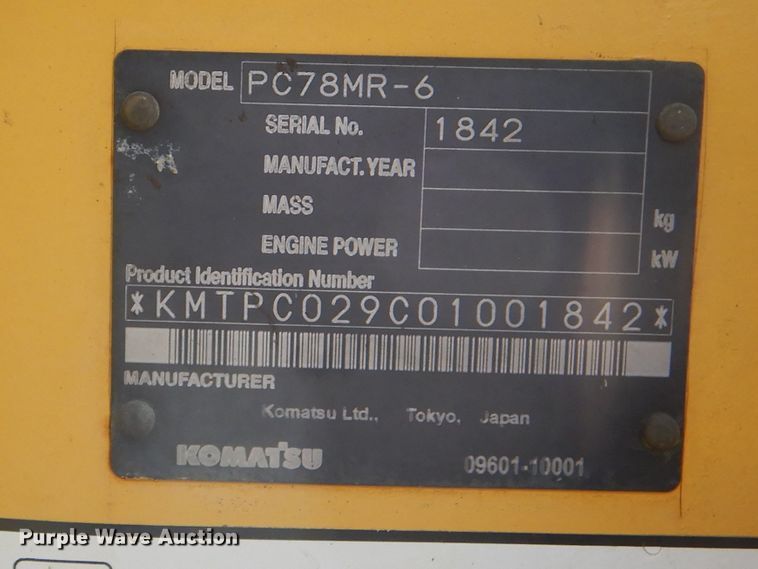 MODEL PC78MR-6
SERIAL No. 1842
MANUFACT. YEAR
MASS kg
ENGINE POWER kW
Product Identification Number
*KMTPC029C01001842*
MANUFACTURER
Komatsu Ltd., Tokyo, Japan
KOMATSU 09601-10001
Purple Wave Auction